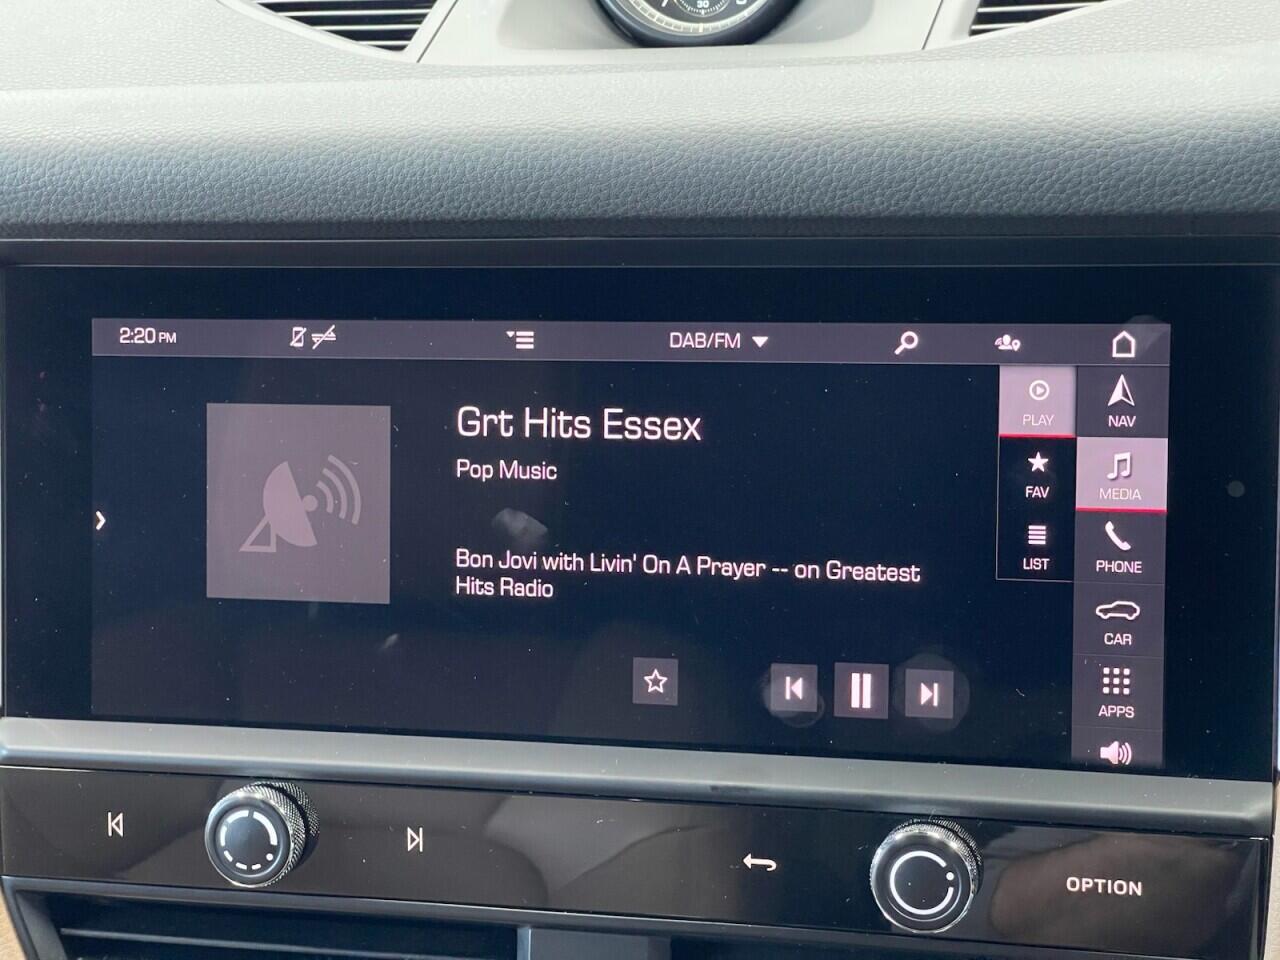 30
2:20 PM
DAB/FM
Grt Hits Essex
Pop Music
Bon Jovi with Livin' On A Prayer -- on Greatest
Hits Radio
PLAY
FAV
LIST
NAV
MEDIA
PHONE
CAR
APPS
OPTION